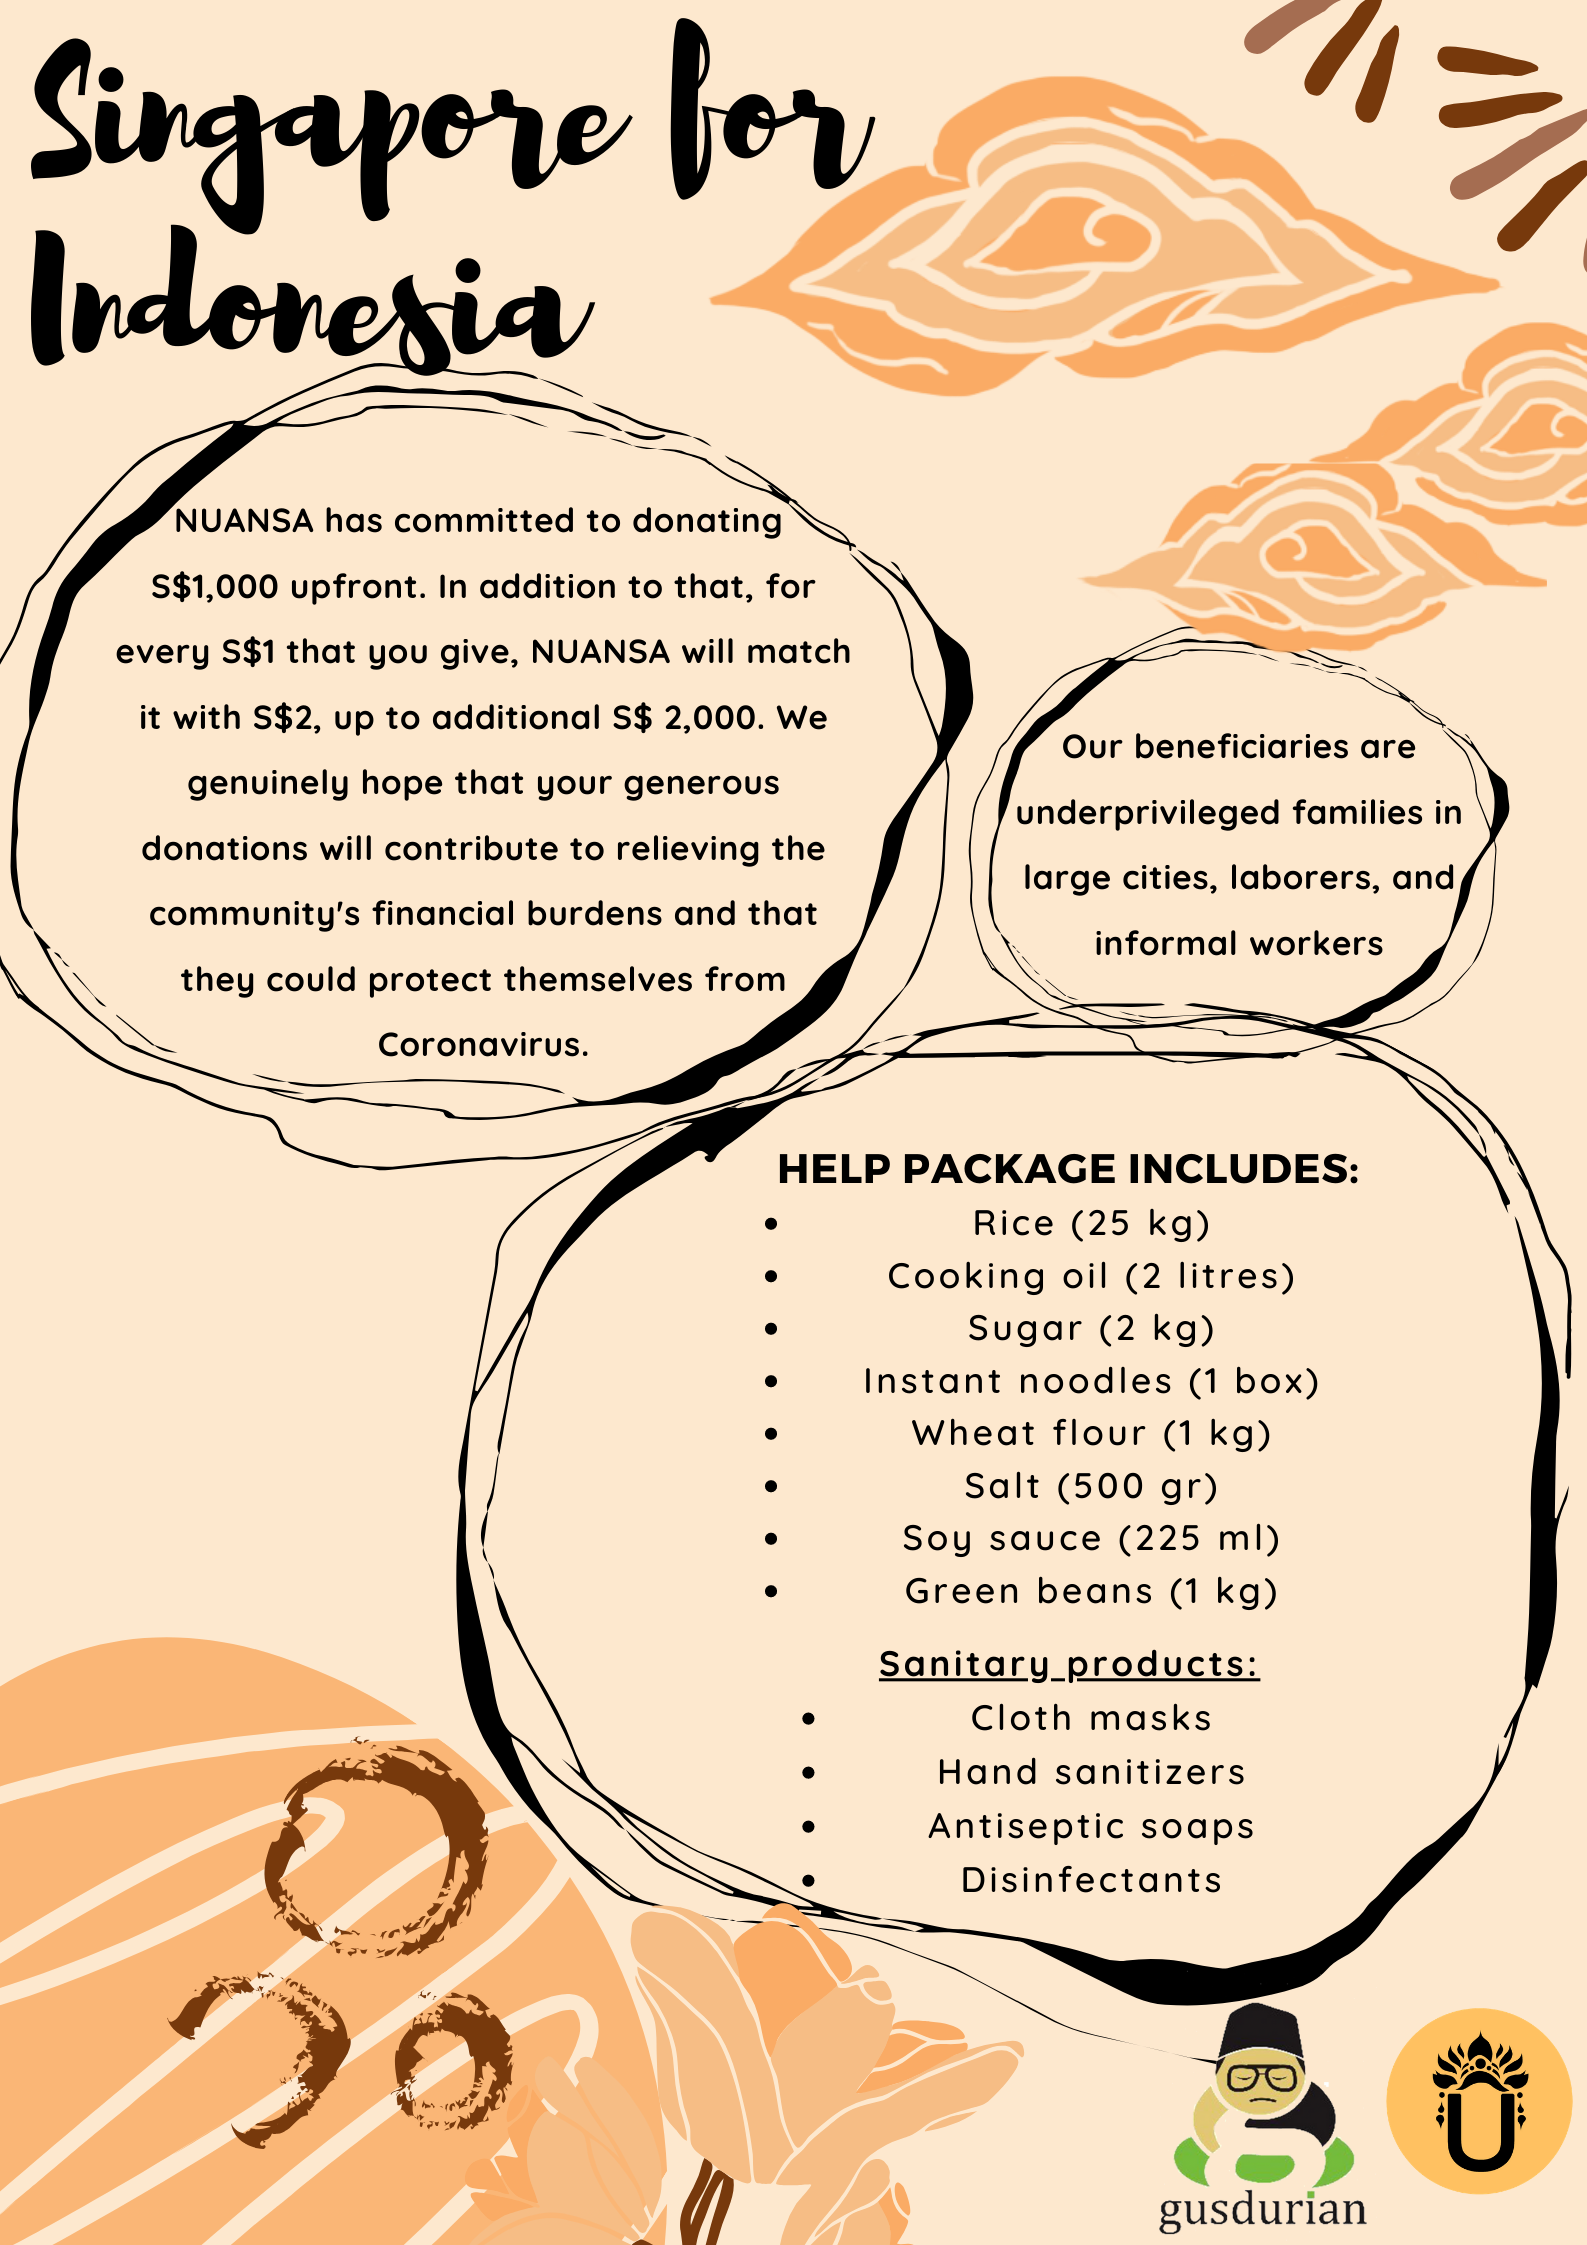 Singapore for
Indonesia
NUANSA has committed to donating
S$1,000 upfront. In addition to that, for
every S$1 that you give, NUANSA will match
it with S$2, up to additional S$ 2,000. We
genuinely hope that your generous
donations will contribute to relieving the
community's financial burdens and that
they could protect themselves from
Coronavirus.
Our beneficiaries are
underprivileged families in
large cities, laborers, and
informal workers
HELP PACKAGE INCLUDES:
• Rice (25 kg)
• Cooking oil (2 litres)
• Sugar (2 kg)
• Instant noodles (1 box)
• Wheat flour (1 kg)
• Salt (500 gr)
• Soy sauce (225 ml)
• Green beans (1 kg)
Sanitary products:
• Cloth masks
• Hand sanitizers
• Antiseptic soaps
• Disinfectants
gusdurian
U